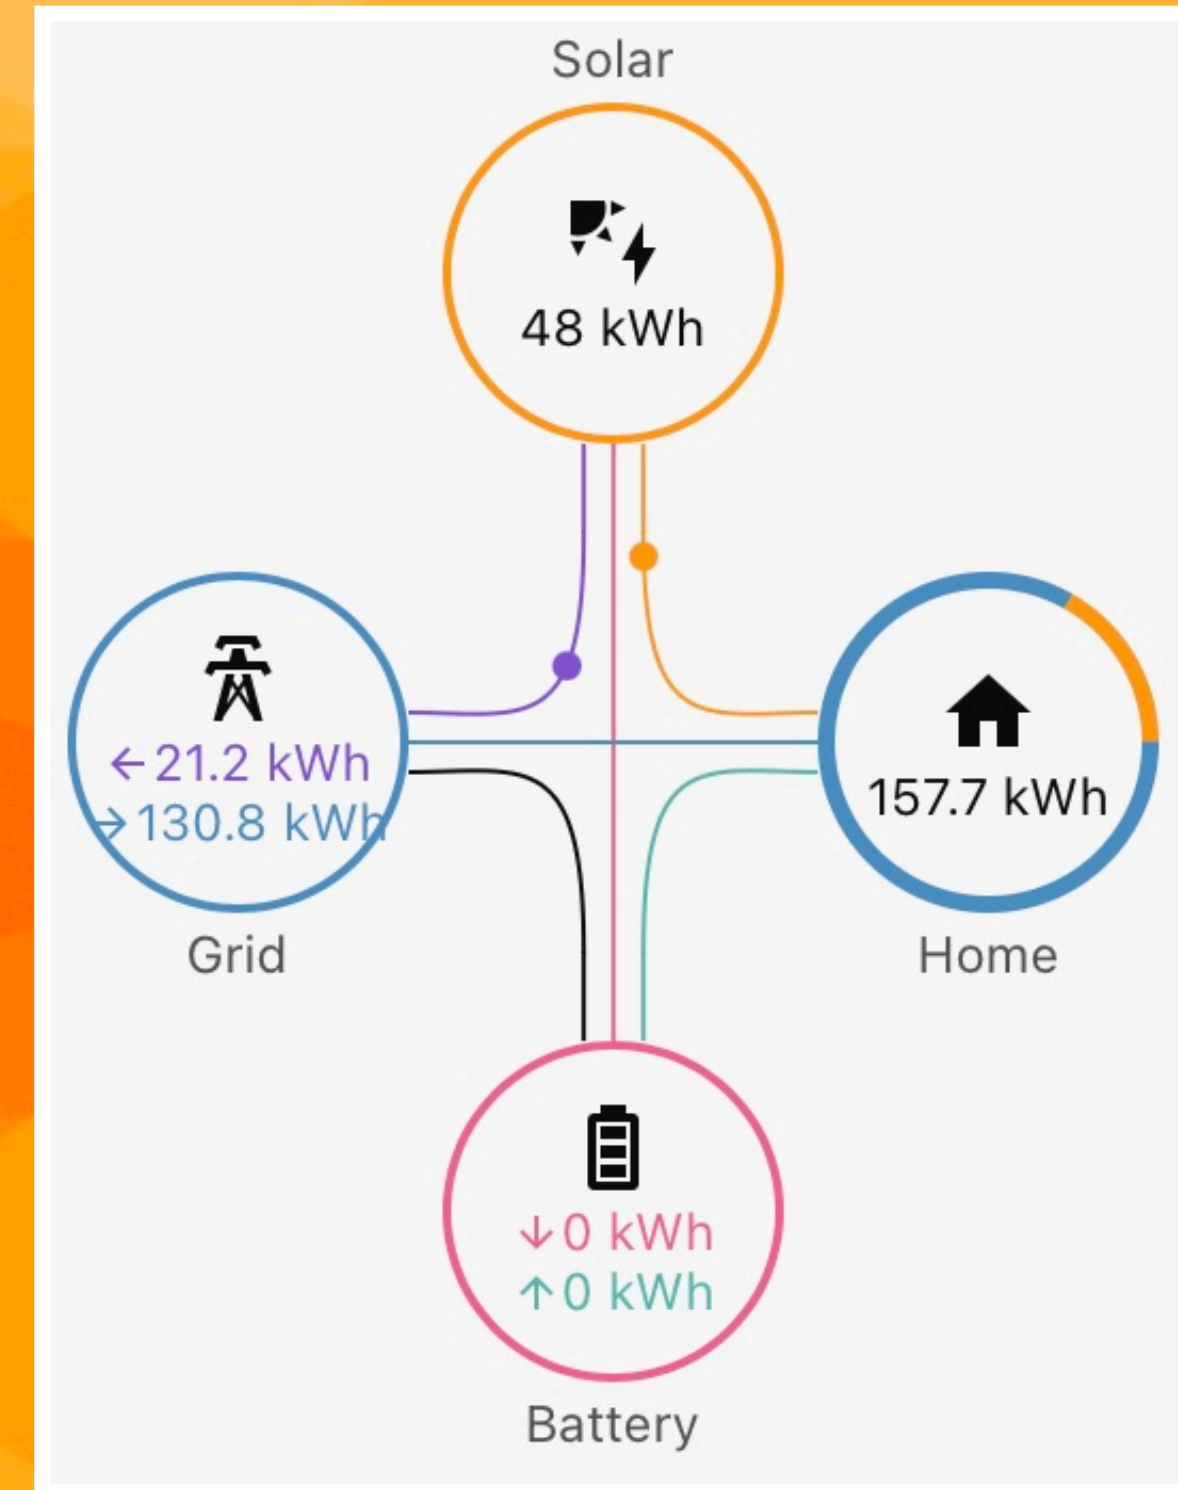 Solar
48 kWh
←21.2 kWh
→130.8 kWh
Grid
157.7 kWh
Home
↓0 kWh
↑0 kWh
Battery